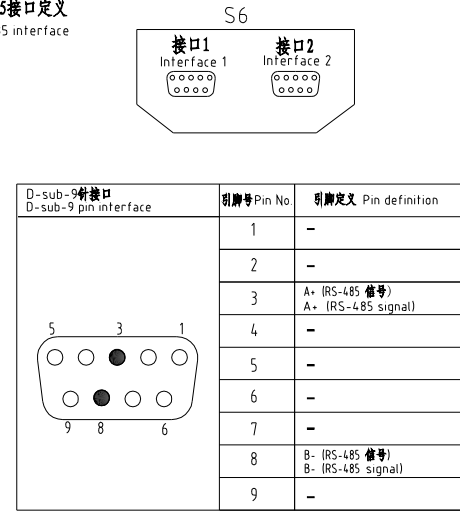 5接口定义
S6
5 interface
接口1
接口2
Interface 1
Interface 2
D-sub-9针接口
D-sub-9 pin interface
引脚号Pin No.
引脚定义 Pin definition
1 -
2 -
3
A+ (RS-485 信号)
A+ (RS-485 signal)
4 -
5 -
6 -
7 -
8
B- (RS-485 信号)
B- (RS-485 signal)
9 -
5 3 1
9 8 6